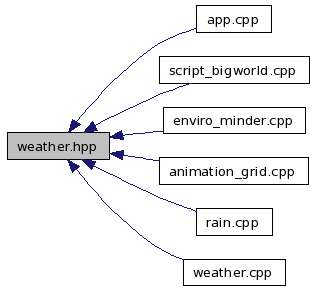 app.cpp
script_bigworld.cpp
enviro_minder.cpp
weather.hpp
animation_grid.cpp
rain.cpp
weather.cpp